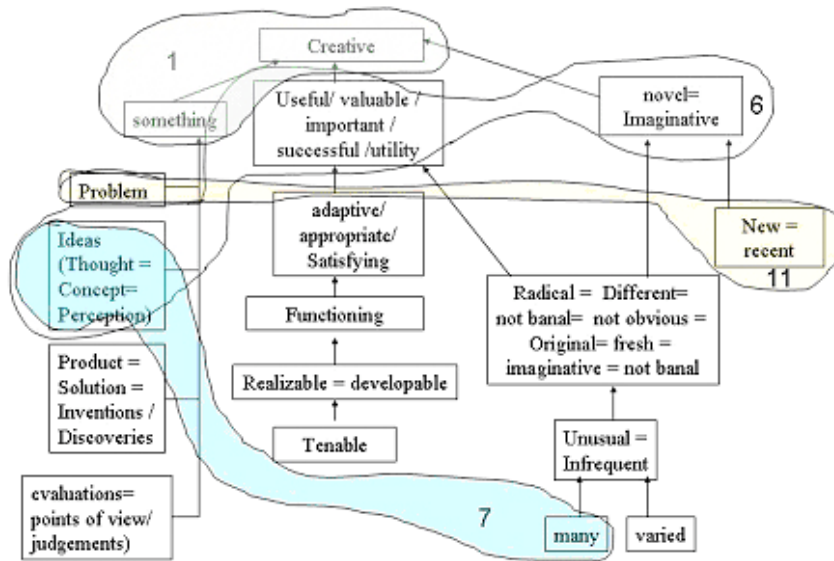 1
Creative
something
Useful/ valuable /
important /
successful /utility
novel=
Imaginative
6
Problem
adaptive/
appropriate/
Satisfying
New =
recent
11
Ideas
(Thought =
Concept=
Perception)
Radical = Different=
not banal= not obvious =
Original= fresh =
imaginative = not banal
Functioning
Product =
Solution =
Inventions /
Discoveries
Realizable = developable
Tenable
Unusual =
Infrequent
evaluations=
points of view/
judgements)
7
many
varied